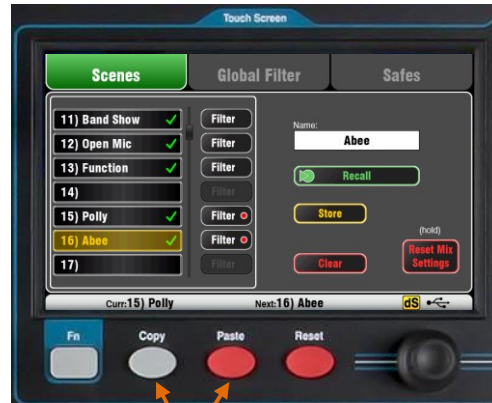 Touch Screen
Scenes
Global Filter
Safes
11) Band Show
Filter
12) Open Mic
Filter
13) Function
Filter
14)
Filter
15) Polly
Filter
16) Abee
Filter
17)
Filter
Name:
Abee
Recall
Store
Clear
(hold)
Reset Mix
Settings
Curr:15) Polly
Next:16) Abee
dS
Fn
Copy
Paste
Reset